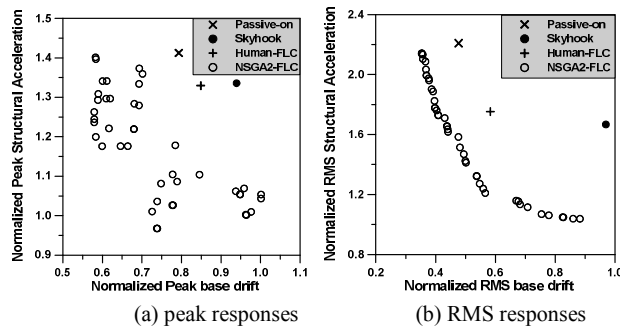 1.5
1.4
1.3
1.2
1.1
1.0
0.9
Normalized Peak Structural Acceleration
Passive-on
Skyhook
Human-FLC
NSGA2-FLC
0.5 0.6 0.7 0.8 0.9 1.0 1.1
Normalized Peak base drift
(a) peak responses
2.4
2.0
1.6
1.2
0.8
Normalized RMS Structural Acceleration
Passive-on
Skyhook
Human-FLC
NSGA2-FLC
0.2 0.4 0.6 0.8 1.0
Normalized RMS base drift
(b) RMS responses